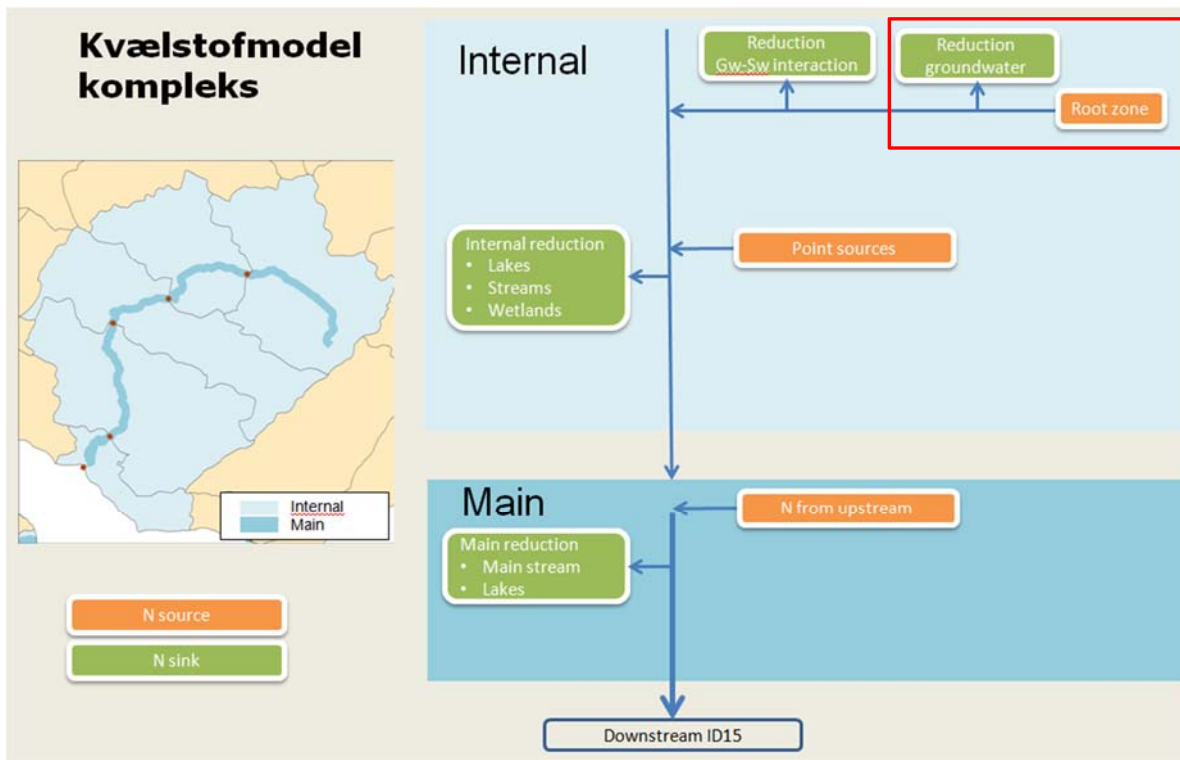 Kvælstofmodel
kompleks
Internal
Main
N source
N sink
Internal
Reduction
Gw-Sw interaction
Reduction
groundwater
Root zone
Internal reduction
• Lakes
• Streams
• Wetlands
Point sources
Main
N from upstream
Main reduction
• Main stream
• Lakes
Downstream ID15